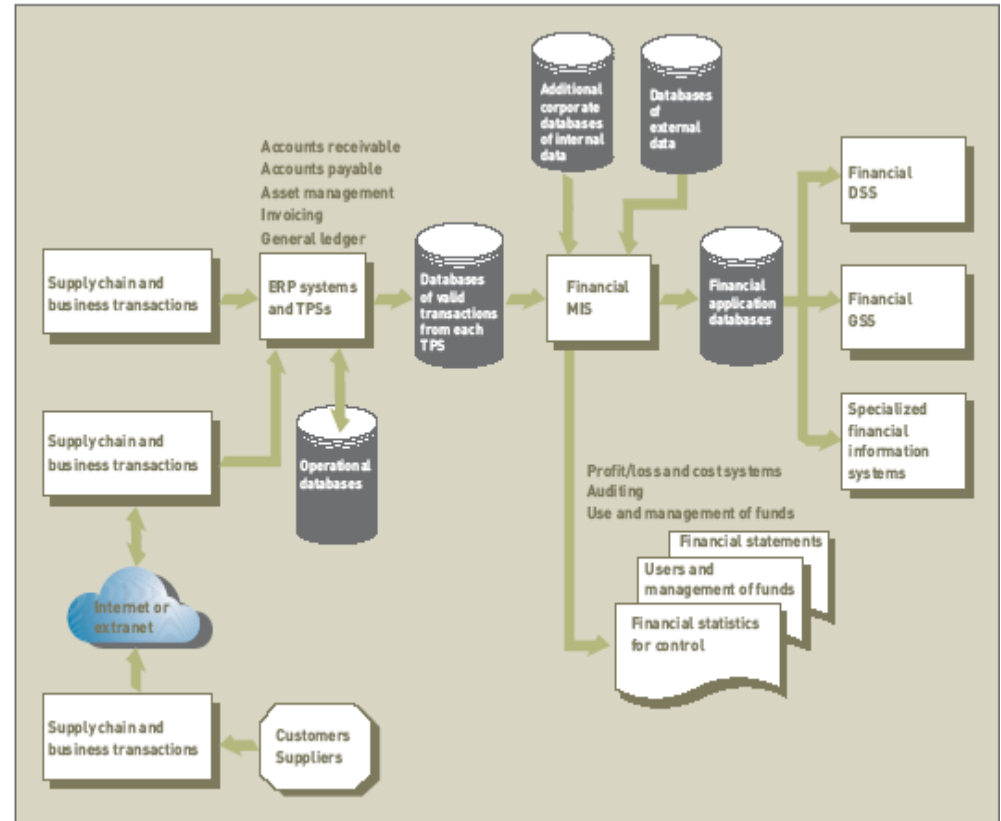 Additional
corporate
databases
of internal
data
Databases
of
external
data
Accounts receivable
Accounts payable
Asset management
Invoicing
General ledger
Financial
DSS
Supply chain and
business transactions
ERP systems
and TPSs
Databases
of valid
transactions
from each
TPS
Financial
MIS
Financial
application
databases
Financial
GSS
Supply chain and
business transactions
Operational
databases
Specialized
financial
information
systems
Profit/loss and cost systems
Auditing
Use and management of funds
Financial statements
Users and
management of funds
Financial statistics
for control
Internet or
extranet
Supply chain and
business transactions
Customers
Suppliers